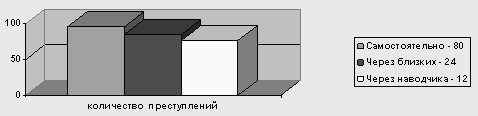 100
50
0
количество преступлений
Самостоятельно - 80
Через близких - 24
Через наводчика - 12